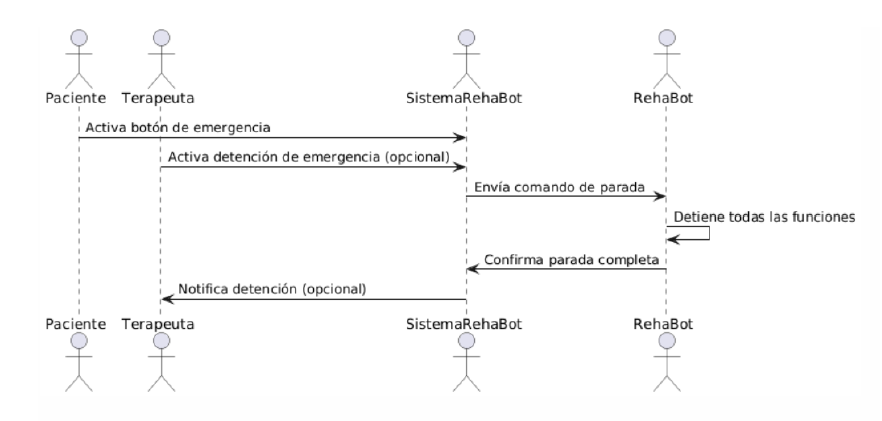 Paciente Terapeuta SistemaRehaBot RehaBot
Activa botón de emergencia
Activa detención de emergencia (opcional)
Envía comando de parada
Detiene todas las funciones
Confirma parada completa
Notifica detención (opcional)
Paciente Terapeuta SistemaRehaBot RehaBot